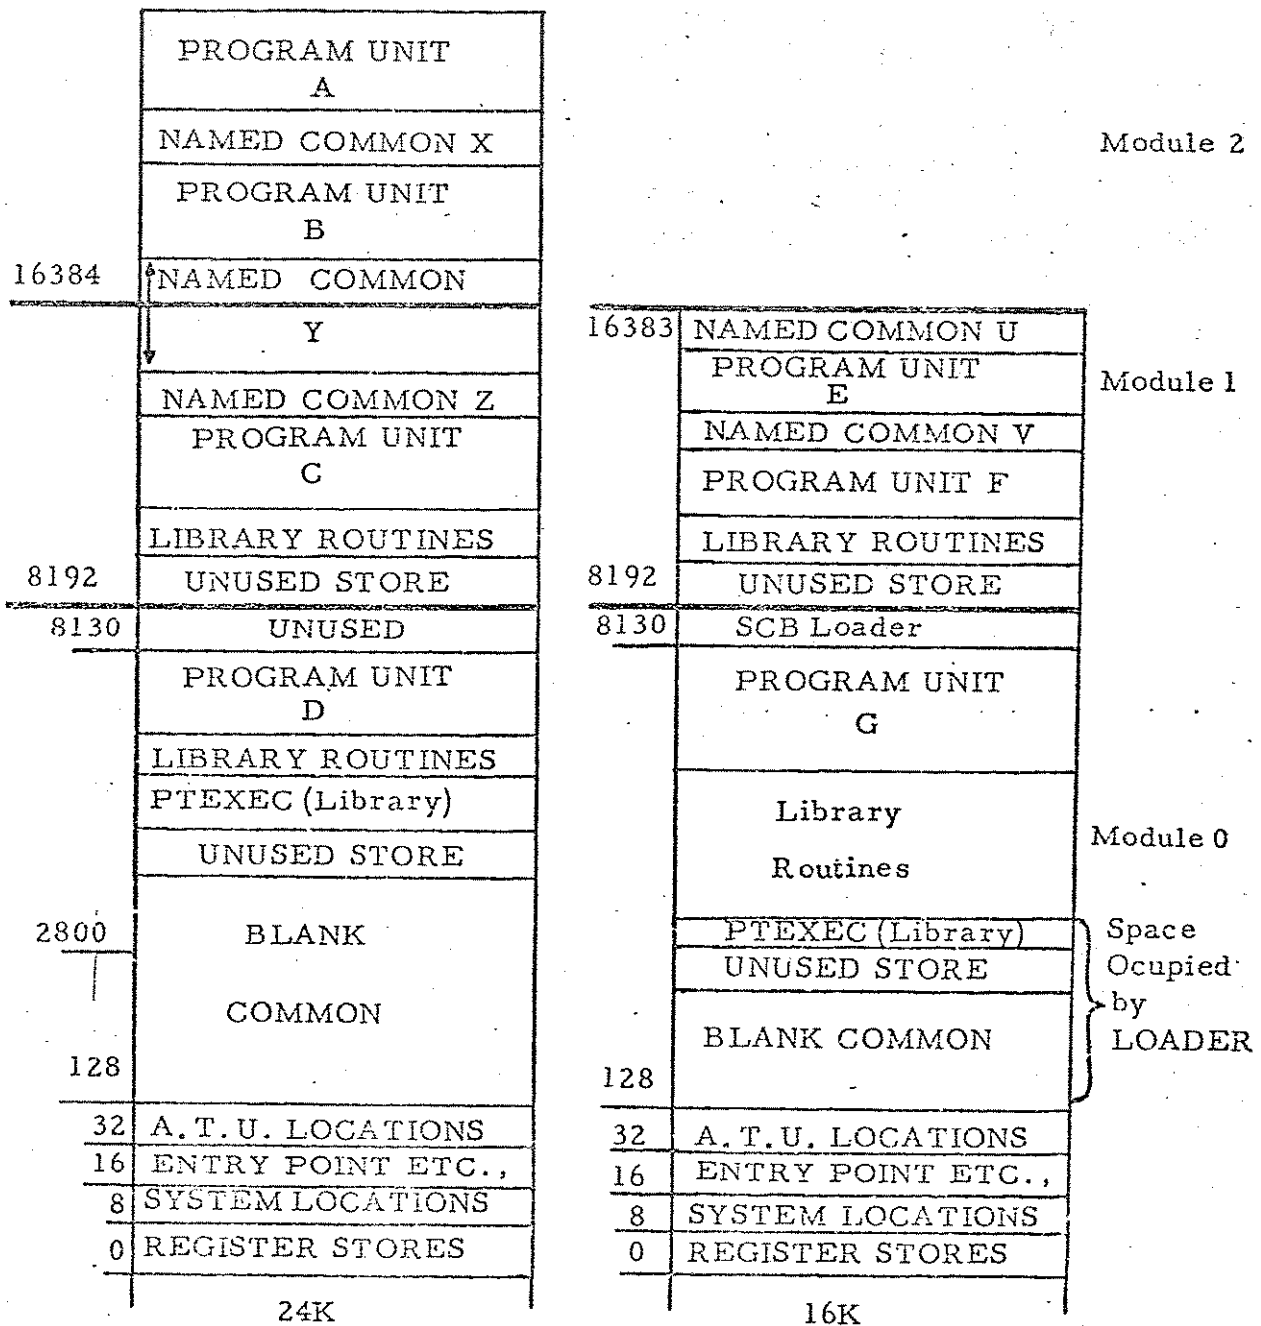 PROGRAM UNIT
A
NAMED COMMON X
PROGRAM UNIT
B
16384
NAMED COMMON
Y
NAMED COMMON Z
PROGRAM UNIT
C
LIBRARY ROUTINES
8192
UNUSED STORE
8130
UNUSED
PROGRAM UNIT
D
LIBRARY ROUTINES
PTEXEC (Library)
UNUSED STORE
2800
BLANK
COMMON
128
32 A.T.U. LOCATIONS
16 ENTRY POINT ETC.,
8 SYSTEM LOCATIONS
0 REGISTER STORES
24K
16383 NAMED COMMON U
PROGRAM UNIT
E
NAMED COMMON V
PROGRAM UNIT F
LIBRARY ROUTINES
8192
UNUSED STORE
8130
SCB Loader
PROGRAM UNIT
G
Library
Routines
PTEXEC (Library)
UNUSED STORE
BLANK COMMON
128
32 A.T.U. LOCATIONS
16 ENTRY POINT ETC.,
8 SYSTEM LOCATIONS
0 REGISTER STORES
16K
Module 2
Module 1
Module 0
Space
Ocupied
by
LOADER